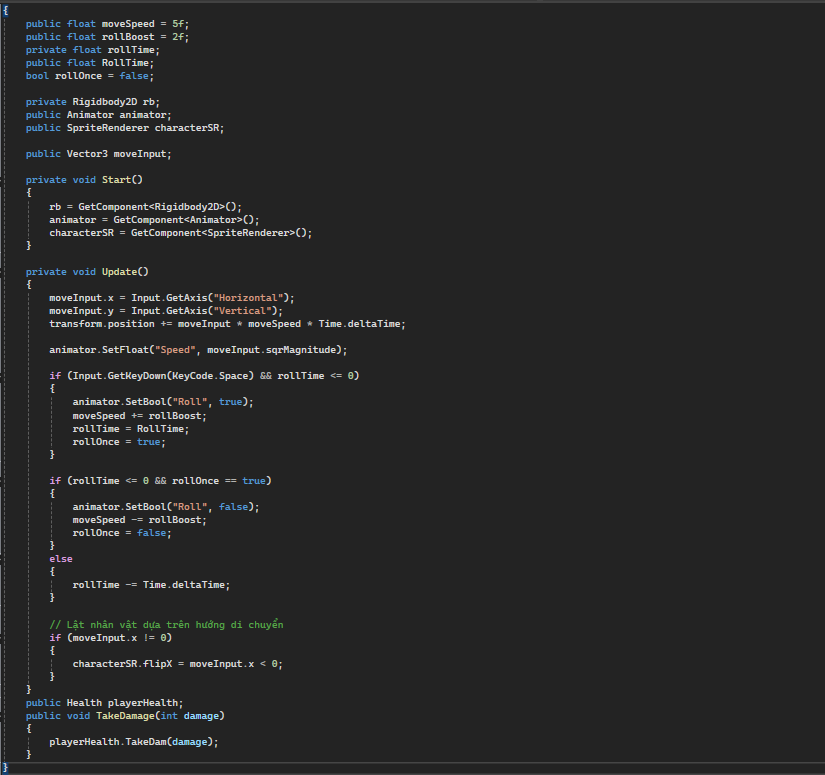 {
public float moveSpeed = 5f;
public float rollBoost = 2f;
private float rollTime;
public float RollTime;
bool rollOnce = false;
private Rigidbody2D rb;
public Animator animator;
public SpriteRenderer characterSR;
public Vector3 moveInput;
private void Start()
{
rb = GetComponent<Rigidbody2D>();
animator = GetComponent<Animator>();
characterSR = GetComponent<SpriteRenderer>();
}
private void Update()
{
moveInput.x = Input.GetAxis("Horizontal");
moveInput.y = Input.GetAxis("Vertical");
transform.position += moveInput * moveSpeed * Time.deltaTime;
animator.SetFloat("Speed", moveInput.sqrMagnitude);
if (Input.GetKeyDown(KeyCode.Space) && rollTime <= 0)
{
animator.SetBool("Roll", true);
moveSpeed += rollBoost;
rollTime = RollTime;
rollOnce = true;
}
if (rollTime <= 0 && rollOnce == true)
{
animator.SetBool("Roll", false);
moveSpeed -= rollBoost;
rollOnce = false;
}
else
{
rollTime -= Time.deltaTime;
}
// Lật nhân vật dựa trên hướng di chuyển
if (moveInput.x != 0)
{
characterSR.flipX = moveInput.x < 0;
}
}
public Health playerHealth;
public void TakeDamage(int damage)
{
playerHealth.TakeDam(damage);
}
}